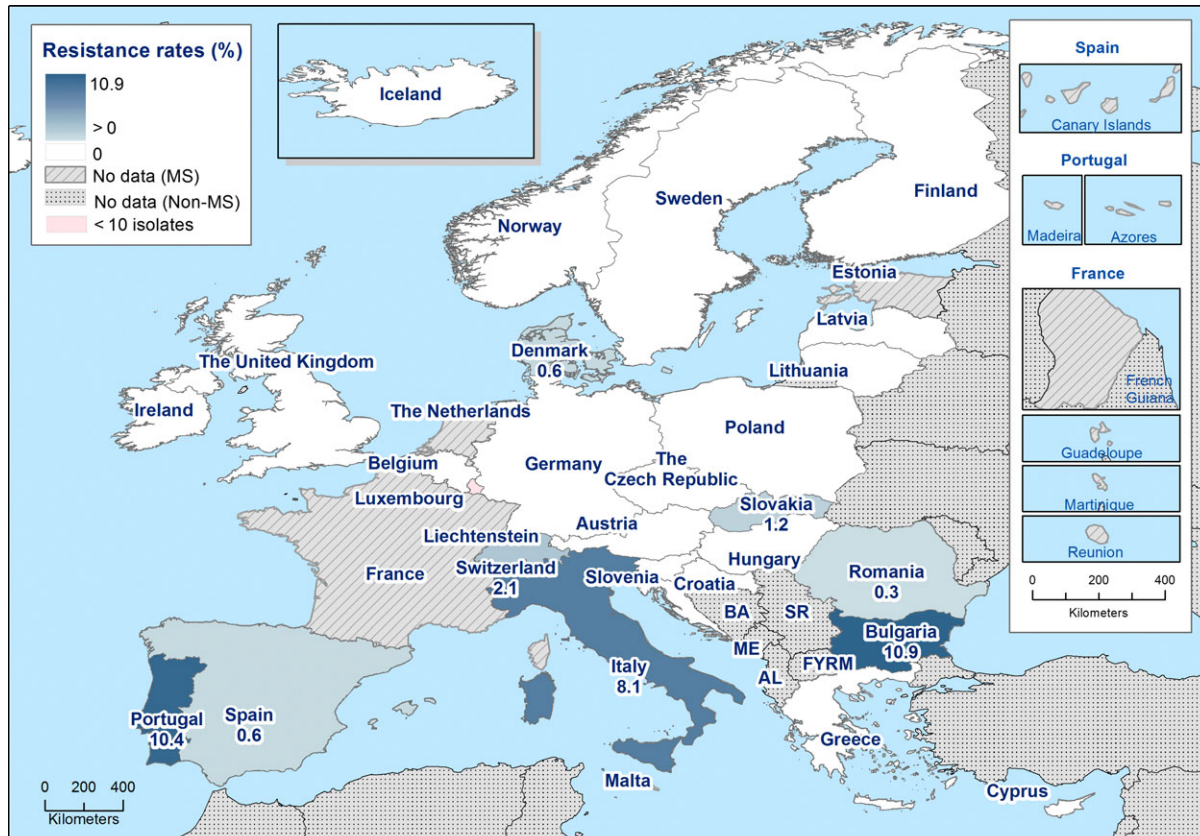 Resistance rates (%)
10.9
> 0
0
No data (MS)
No data (Non-MS)
< 10 isolates
Iceland
Norway
Sweden
Finland
Estonia
Latvia
Lithuania
Denmark
0.6
The United Kingdom
Ireland
The Netherlands
Belgium
Luxembourg
Germany
Poland
The
Czech Republic
Slovakia
1.2
Austria
Liechtenstein
Switzerland
2.1
France
Hungary
Slovenia
Croatia
Romania
0.3
BA
SR
ME
AL
FYRM
Bulgaria
10.9
Italy
8.1
Portugal
10.4
Spain
0.6
Greece
Malta
Cyprus
0 200 400
Kilometers
Spain
Canary Islands
Portugal
Madeira
Azores
France
French
Guiana
Guadeloupe
Martinique
Reunion
0 200 400
Kilometers